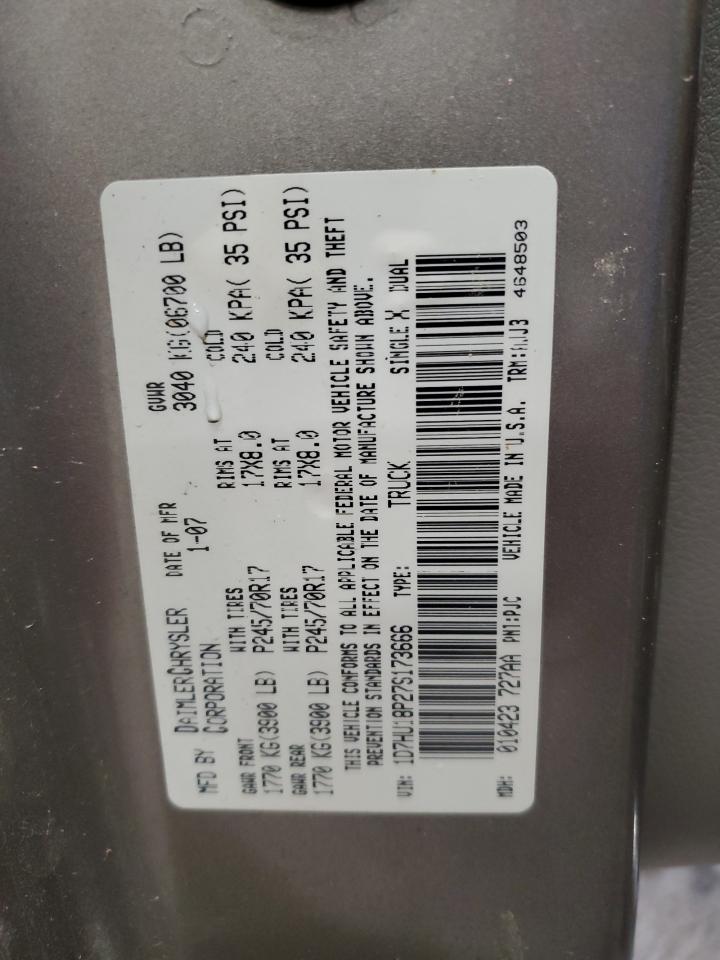 MFD BY DAIMLERCHRYSLER CORPORATION
DATE OF MFR 1-07
GVWR 3040 KG(06700 LB)
GAWR FRONT WITH TIRES RIMS AT COLD
1770 KG(3900 LB) P245/70R17 17X8.0 240 KPA( 35 PSI)
GAWR REAR WITH TIRES RIMS AT COLD
1770 KG(3900 LB) P245/70R17 17X8.0 240 KPA( 35 PSI)
THIS VEHICLE CONFORMS TO ALL APPLICABLE FEDERAL MOTOR VEHICLE SAFETY AND THEFT
PREVENTION STANDARDS IN EFFECT ON THE DATE OF MANUFACTURE SHOWN ABOVE.
VIN: 1D7HU18P27S173666 TYPE: TRUCK SINGLE X DUAL
MDH: 010423 727AA PNT:PJC VEHICLE MADE IN U.S.A. 4648503